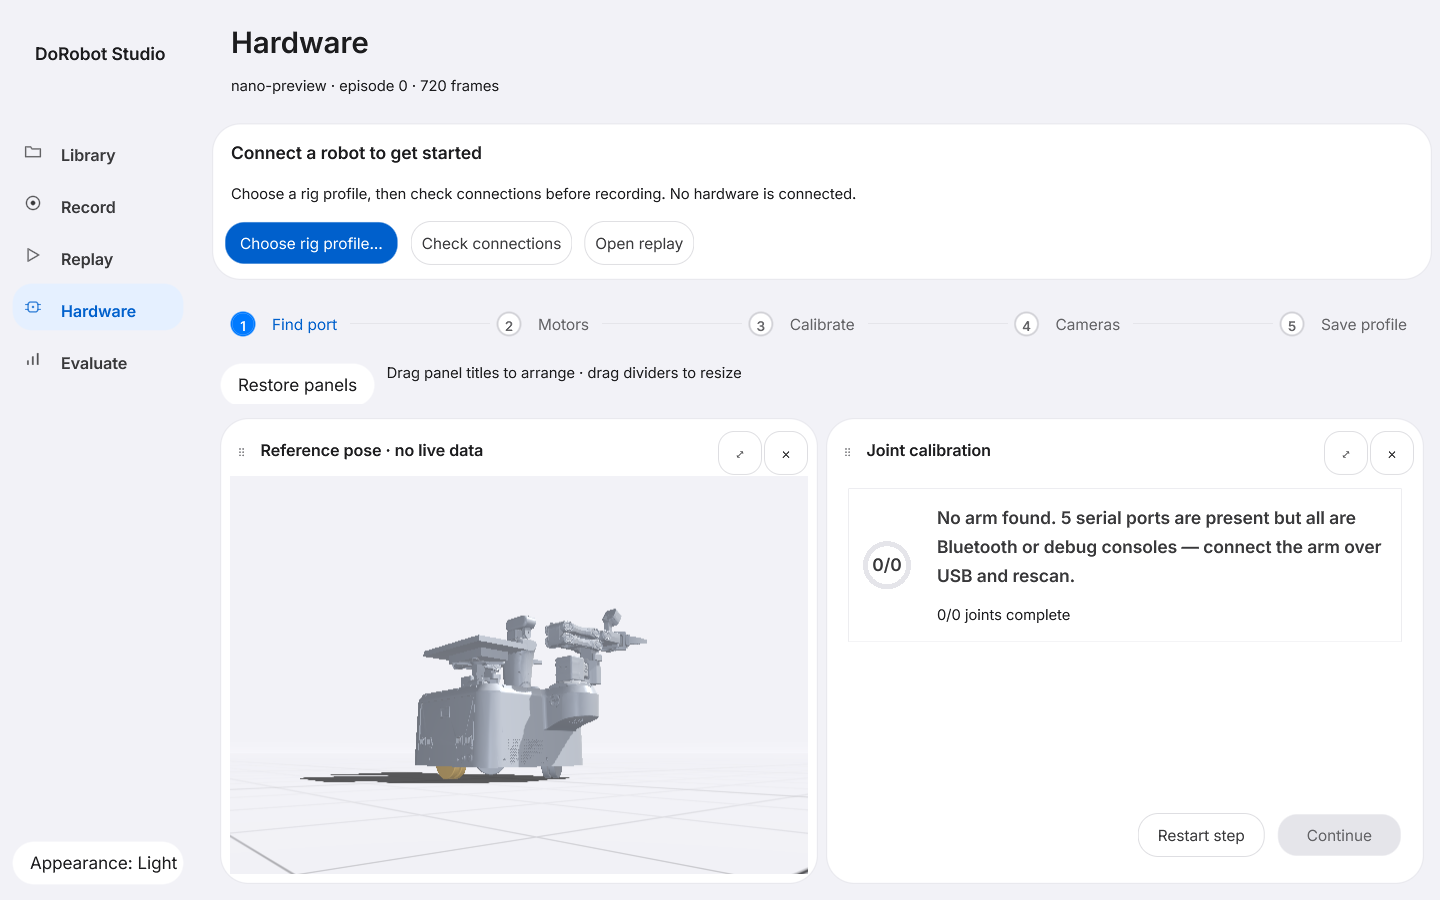 DoRobot Studio
Library
Record
Replay
Hardware
Evaluate
Appearance: Light
Hardware
nano-preview · episode 0 · 720 frames
Connect a robot to get started
Choose a rig profile, then check connections before recording. No hardware is connected.
Choose rig profile...
Check connections
Open replay
1 Find port
2 Motors
3 Calibrate
4 Cameras
5 Save profile
Restore panels
Drag panel titles to arrange · drag dividers to resize
Reference pose · no live data
Joint calibration
0/0
No arm found. 5 serial ports are present but all are
Bluetooth or debug consoles — connect the arm over
USB and rescan.
0/0 joints complete
Restart step
Continue